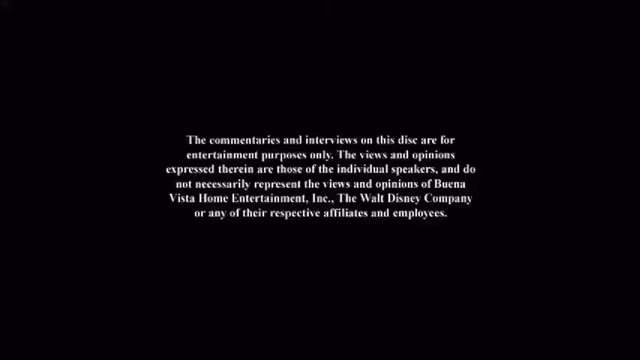 The commentaries and interviews on this disc are for
entertainment purposes only. The views and opinions
expressed therein are those of the individual speakers, and do
not necessarily represent the views and opinions of Buena
Vista Home Entertainment, Inc., The Walt Disney Company
or any of their respective affiliates and employees.